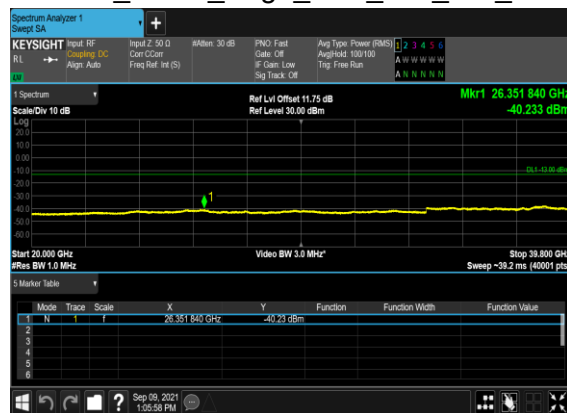 Spectrum Analyzer 1
Swept SA
KEYSIGHT Input: RF Input Z: 50 Ω #Atten: 30 dB PNO: Fast Avg Type: Power (RMS) 1 2 3 4 5 6
RL Coupling: DC Corr CCorr Gate: Off Avg|Hold: 100/100 A W W W W W
Align: Auto Freq Ref: Int (S) IF Gain: Low Trig: Free Run
Sig Track: Off A N N N N N
1 Spectrum Ref Lvl Offset 11.75 dB Mkr1 26.351 840 GHz
Scale/Div 10 dB Ref Level 30.00 dBm -40.233 dBm
Log
20.0
10.0
0.00
-10.0 DL1 -13.00 dBm
-20.0
-30.0 1
-40.0
-50.0
-60.0
Start 20.000 GHz Video BW 3.0 MHz* Stop 39.800 GHz
#Res BW 1.0 MHz Sweep ~39.2 ms (40001 pts)
5 Marker Table
Mode Trace Scale X Y Function Function Width Function Value
1 N 1 f 26.351 840 GHz -40.23 dBm
2
3
4
5
6
? Sep 09, 2021
1:05:58 PM